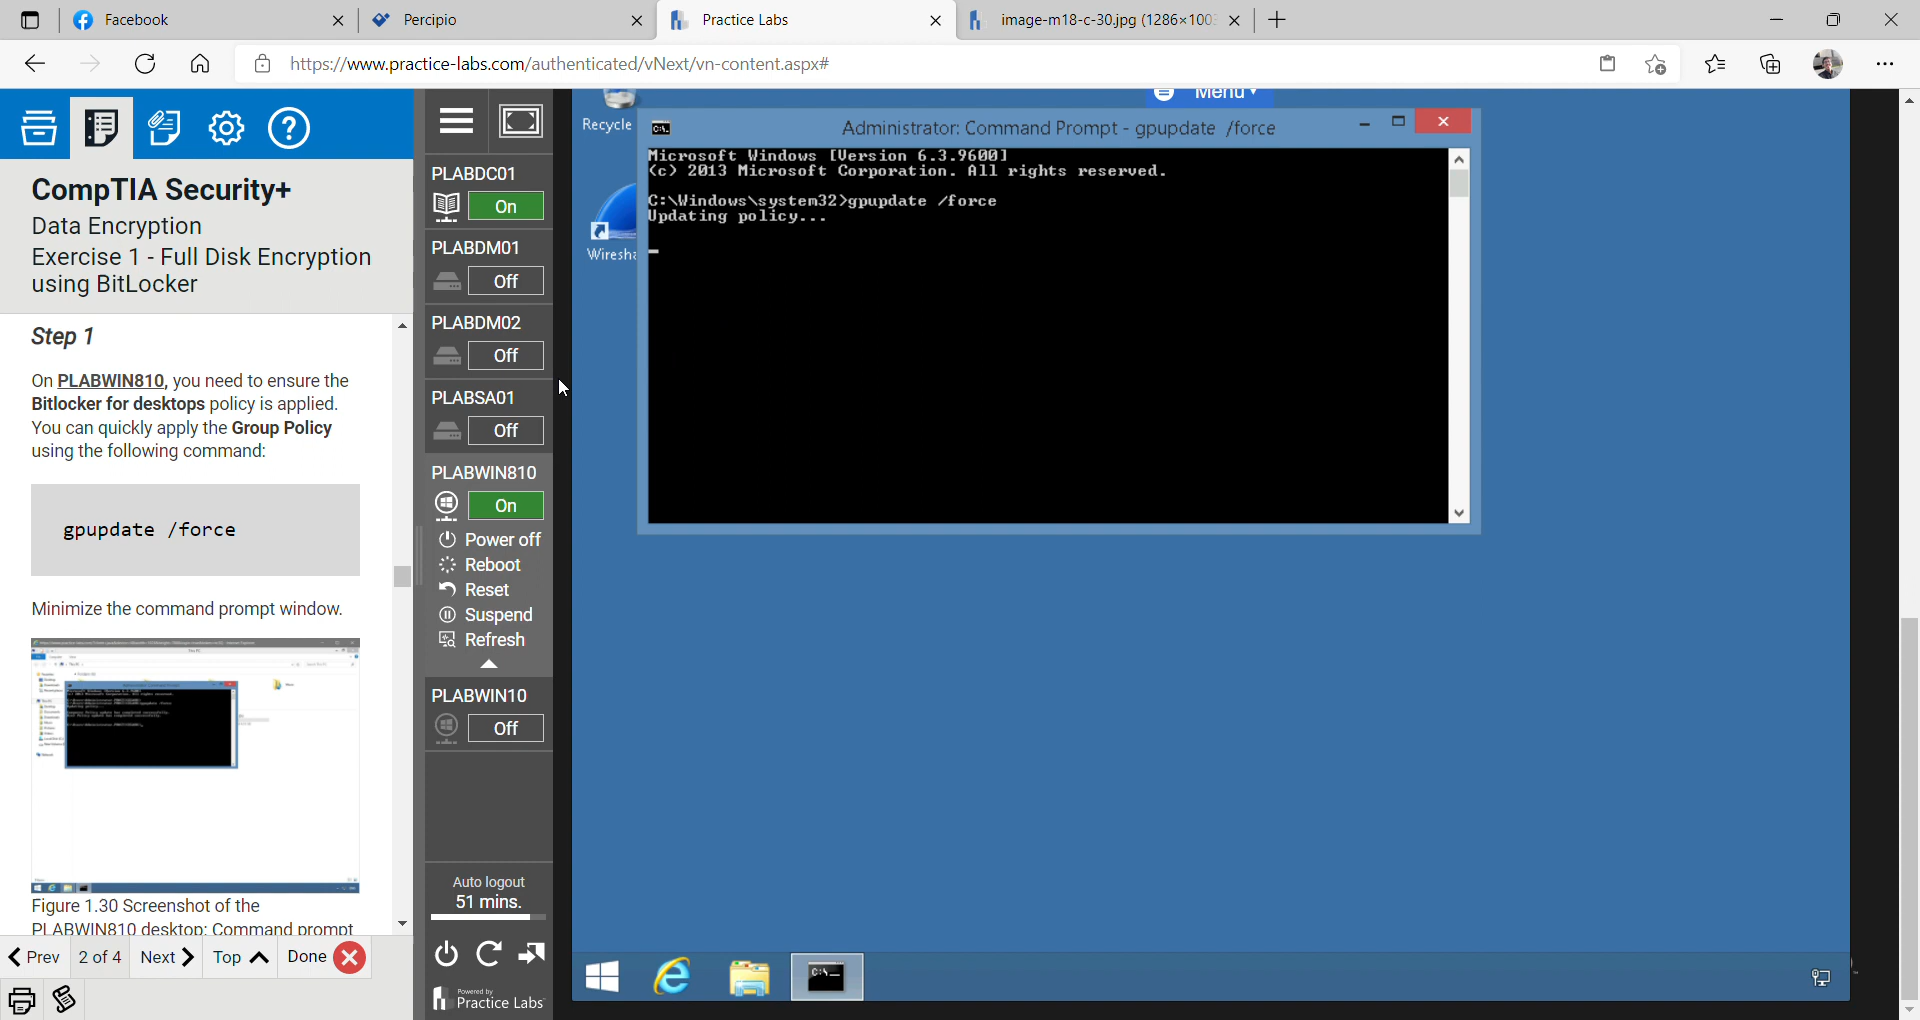 Facebook
Percipio
Practice Labs
image-m18-c-30.jpg (1286×100
https://www.practice-labs.com/authenticated/vNext/vn-content.aspx#
CompTIA Security+
Data Encryption
Exercise 1 - Full Disk Encryption
using BitLocker
Step 1
On PLABWIN810, you need to ensure the
Bitlocker for desktops policy is applied.
You can quickly apply the Group Policy
using the following command:
gpupdate /force
Minimize the command prompt window.
Figure 1.30 Screenshot of the
PLABWIN810 desktop: Command prompt
Prev
2 of 4
Next
Top
Done
PLABDC01
On
PLABDM01
Off
PLABDM02
Off
PLABSA01
Off
PLABWIN810
On
Power off
Reboot
Reset
Suspend
Refresh
PLABWIN10
Off
Auto logout
51 mins.
Powered by
Practice Labs
Menu
Recycle
Wiresha
Administrator: Command Prompt - gpupdate /force
Microsoft Windows [Version 6.3.9600]
(c) 2013 Microsoft Corporation. All rights reserved.
C:\Windows\system32>gpupdate /force
Updating policy...